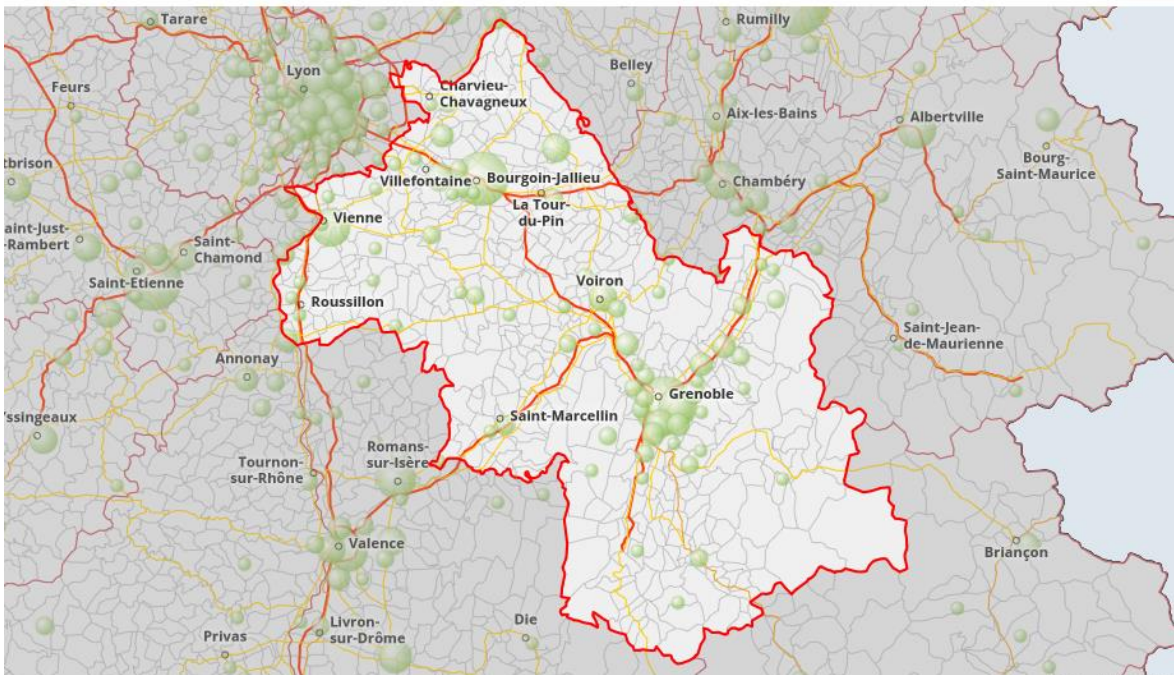 Tarare
Rumilly
Lyon
Belley
Feurs
Charvieu-
Chavagneux
Aix-les-Bains
Albertville
tbrison
Bourg-
Saint-Maurice
Villefontaine
Bourgoin-Jallieu
Chambéry
La Tour-
du-Pin
Vienne
aint-Just-
-Rambert
Saint-
Chamond
Saint-Etienne
Voiron
Roussillon
Saint-Jean-
de-Maurienne
Annonay
Grenoble
Yssingeaux
Saint-Marcellin
Romans-
sur-Isère
Tournon-
sur-Rhône
Valence
Briançon
Privas
Livron-
sur-Drôme
Die